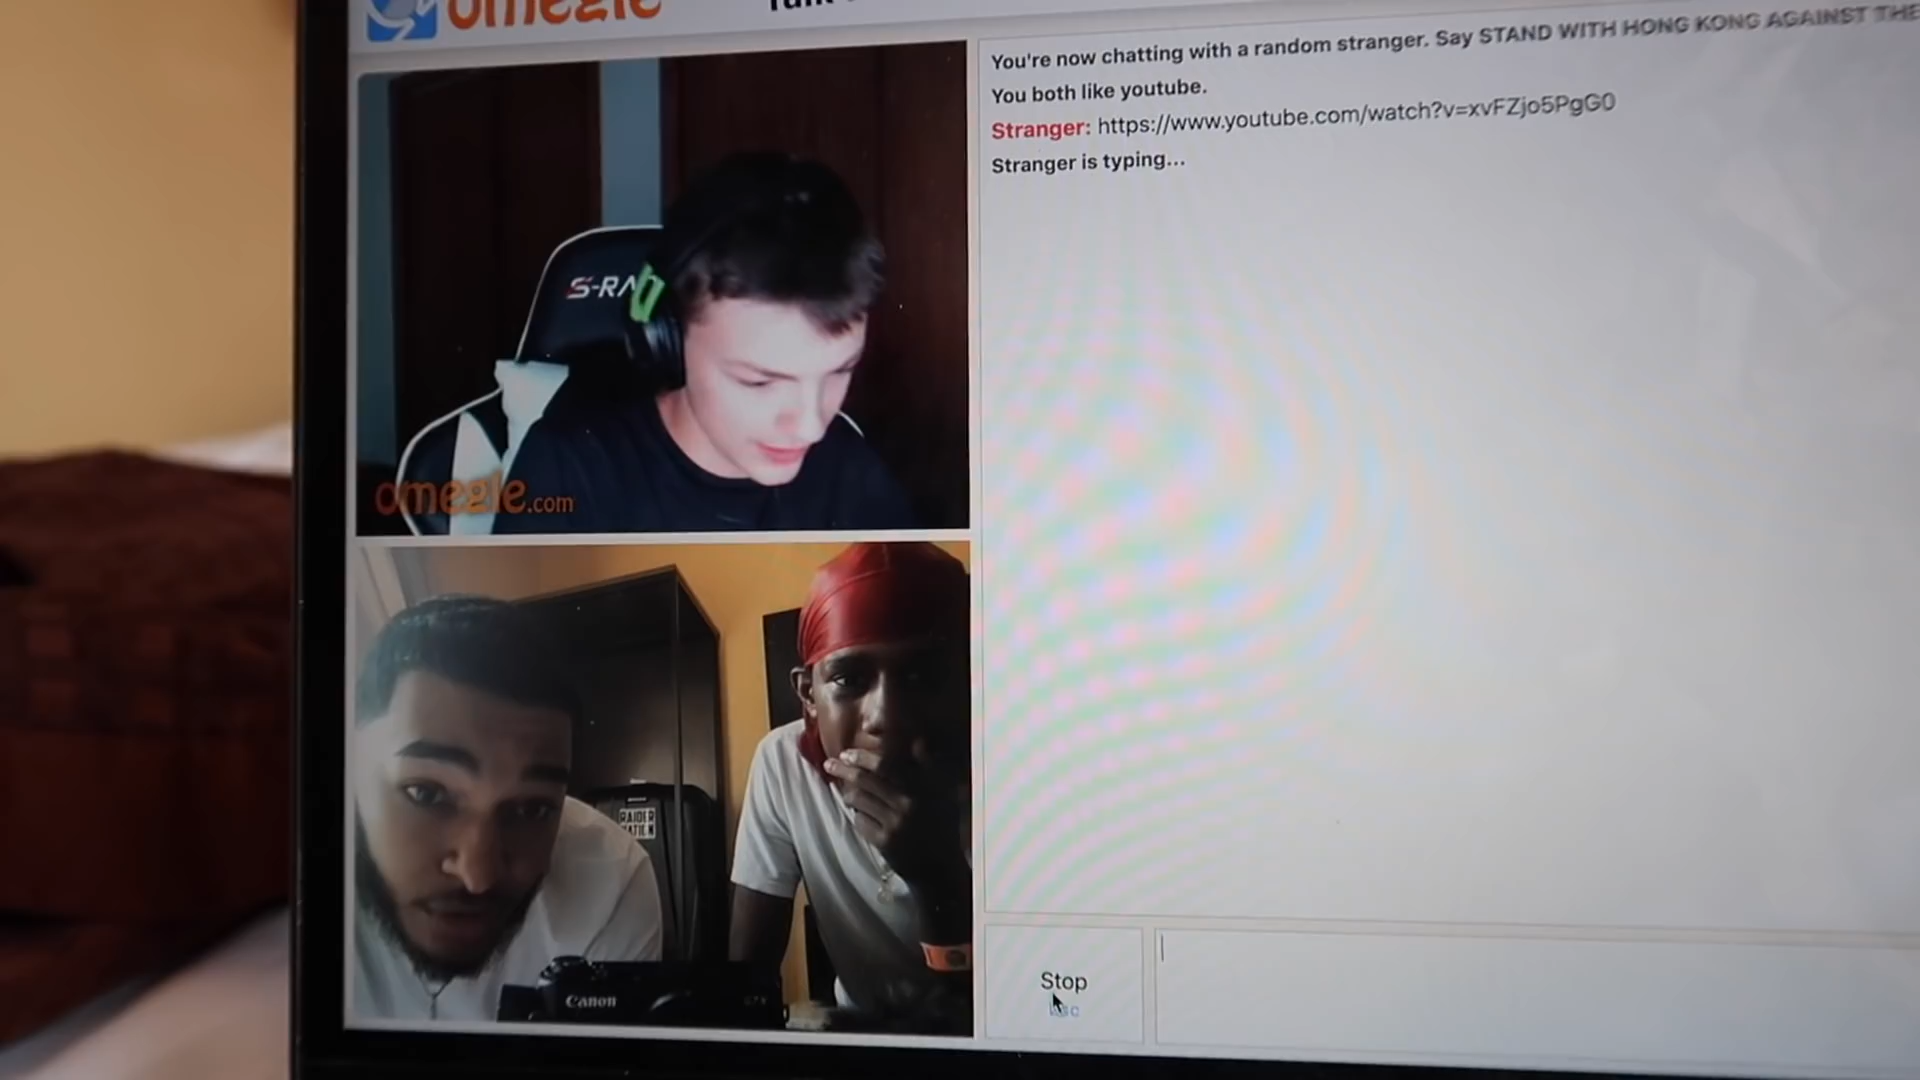 omegle
You're now chatting with a random stranger. Say STAND WITH HONG KONG AGAINST THE
You both like youtube.
Stranger: https://www.youtube.com/watch?v=xvFZjo5PgG0
Stranger is typing...
S-RA
omegle.com
RAIDER
Canon
Stop